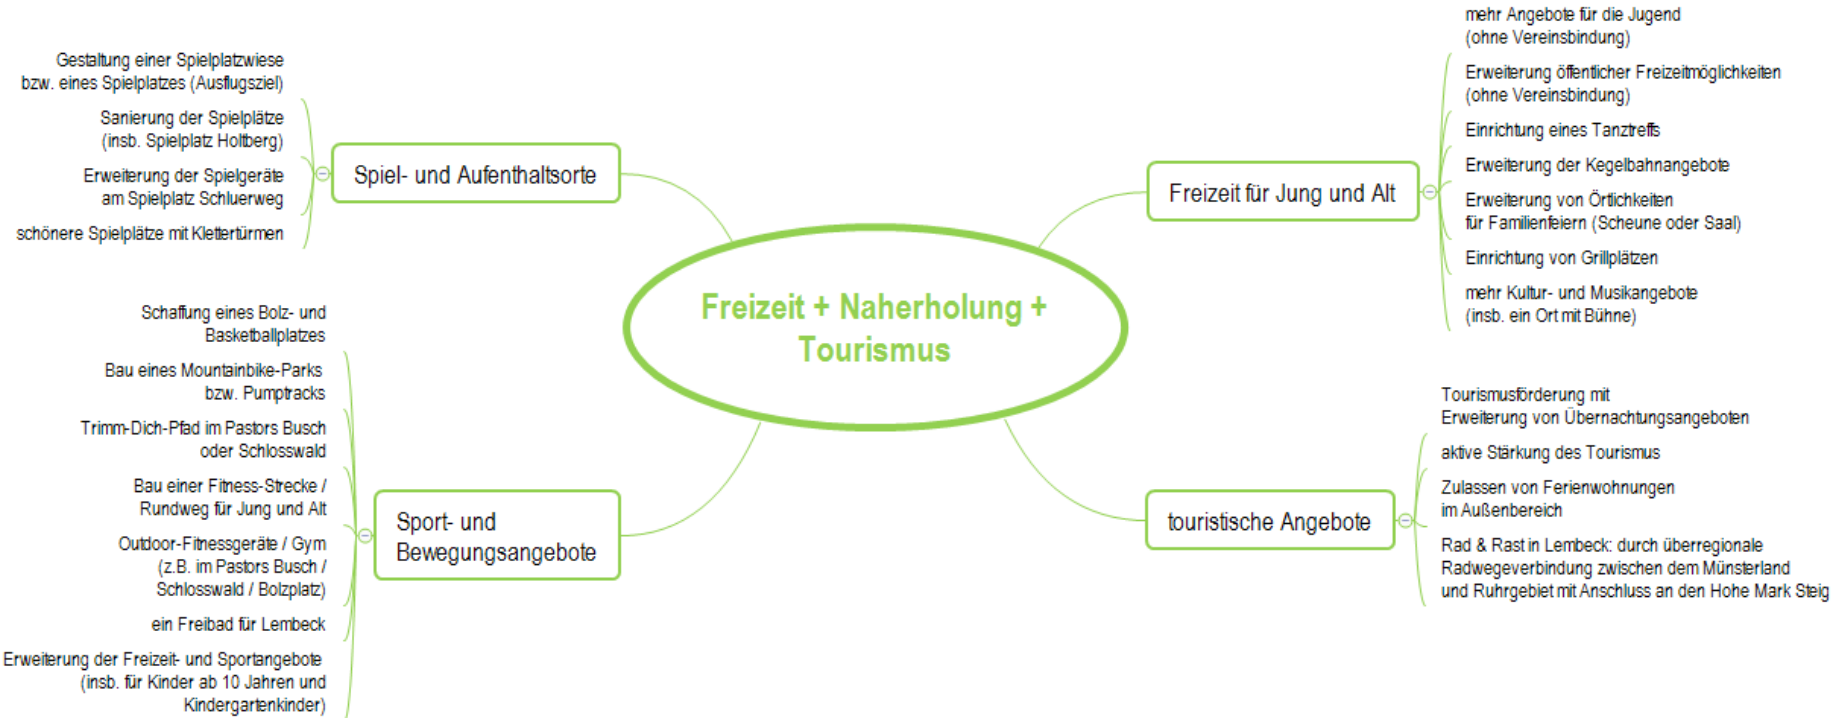 Freizeit + Naherholung +
Tourismus
Spiel- und Aufenthaltsorte
Gestaltung einer Spielplatzwiese
bzw. eines Spielplatzes (Ausflugsziel)
Sanierung der Spielplätze
(insb. Spielplatz Holtberg)
Erweiterung der Spielgeräte
am Spielplatz Schluerweg
schönere Spielplätze mit Klettertürmen
Sport- und
Bewegungsangebote
Schaffung eines Bolz- und
Basketballplatzes
Bau eines Mountainbike-Parks
bzw. Pumptracks
Trimm-Dich-Pfad im Pastors Busch
oder Schlosswald
Bau einer Fitness-Strecke /
Rundweg für Jung und Alt
Outdoor-Fitnessgeräte / Gym
(z.B. im Pastors Busch /
Schlosswald / Bolzplatz)
ein Freibad für Lembeck
Erweiterung der Freizeit- und Sportangebote
(insb. für Kinder ab 10 Jahren und
Kindergartenkinder)
Freizeit für Jung und Alt
mehr Angebote für die Jugend
(ohne Vereinsbindung)
Erweiterung öffentlicher Freizeitmöglichkeiten
(ohne Vereinsbindung)
Einrichtung eines Tanztreffs
Erweiterung der Kegelbahnangebote
Erweiterung von Örtlichkeiten
für Familienfeiern (Scheune oder Saal)
Einrichtung von Grillplätzen
mehr Kultur- und Musikangebote
(insb. ein Ort mit Bühne)
touristische Angebote
Tourismusförderung mit
Erweiterung von Übernachtungsangeboten
aktive Stärkung des Tourismus
Zulassen von Ferienwohnungen
im Außenbereich
Rad & Rast in Lembeck: durch überregionale
Radwegeverbindung zwischen dem Münsterland
und Ruhrgebiet mit Anschluss an den Hohe Mark Steig